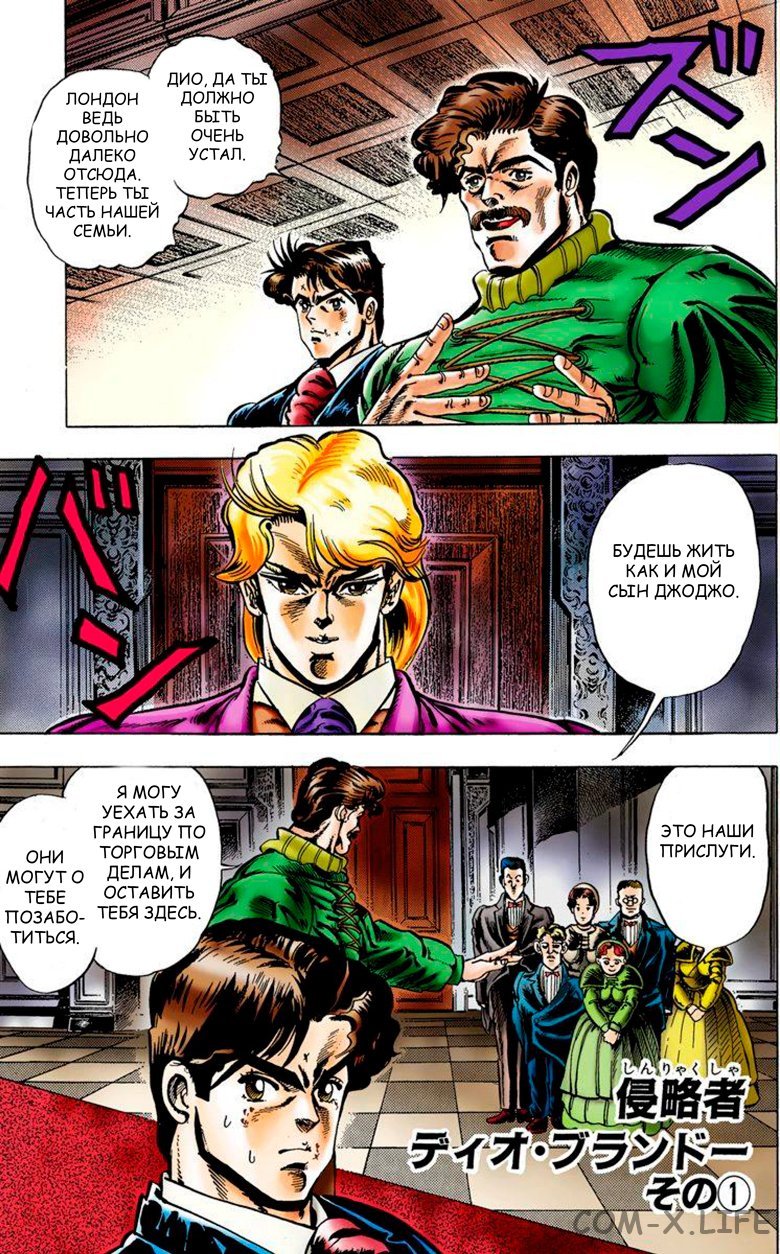 ズン
ДИО, ДА ТЫ
ДОЛЖНО
БЫТЬ
ОЧЕНЬ
УСТАЛ.
ЛОНДОН
ВЕДЬ
ДОВОЛЬНО
ДАЛЕКО
ОТСЮДА.
ТЕПЕРЬ ТЫ
ЧАСТЬ НАШЕЙ
СЕМЬИ.
БУДЕШЬ ЖИТЬ
КАК И МОЙ
СЫН ДЖОДЖО.
バン
ЭТО НАШИ
ПРИСЛУГИ.
Я МОГУ
УЕХАТЬ ЗА
ГРАНИЦУ ПО
ТОРГОВЫМ
ДЕЛАМ, И
ОСТАВИТЬ
ТЕБЯ ЗДЕСЬ.
ОНИ
МОГУТ О
ТЕБЕ
ПОЗАБО-
ТИТЬСЯ.
しんりゃくしゃ
侵略者
ディオ・ブランドー
その①
COM-X.LIFE